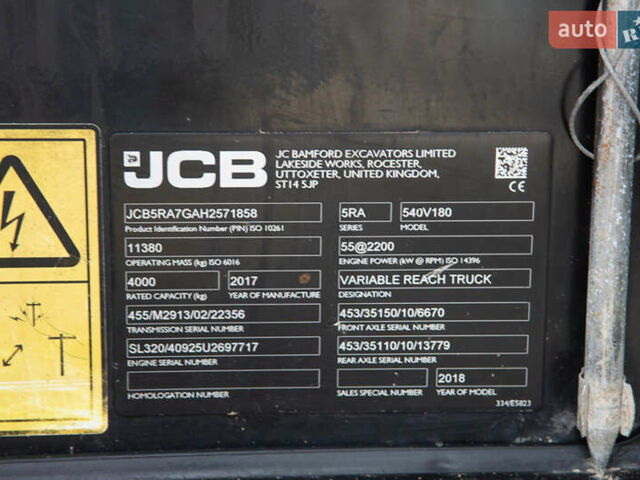 auto
JCB
JC BAMFORD EXCAVATORS LIMITED
LAKESIDE WORKS, ROCESTER,
UTTOXETER, UNITED KINGDOM,
ST14 5JP
CE
JCB5RA7GAH2571858
Product Identification Number (PIN) ISO 10261
5RA
SERIES
540V180
MODEL
11380
OPERATING MASS (kg) ISO 6016
55@2200
ENGINE POWER (kW @ RPM) ISO 14396
4000
RATED CAPACITY (kg)
2017
YEAR OF MANUFACTURE
VARIABLE REACH TRUCK
DESIGNATION
455/M2913/02/22356
TRANSMISSION SERIAL NUMBER
453/35150/10/6670
FRONT AXLE SERIAL NUMBER
SL320/40925U2697717
ENGINE SERIAL NUMBER
453/35110/10/13779
REAR AXLE SERIAL NUMBER
HOMOLOGATION NUMBER
SALES SPECIAL NUMBER
2018
YEAR OF MODEL
334/E5823